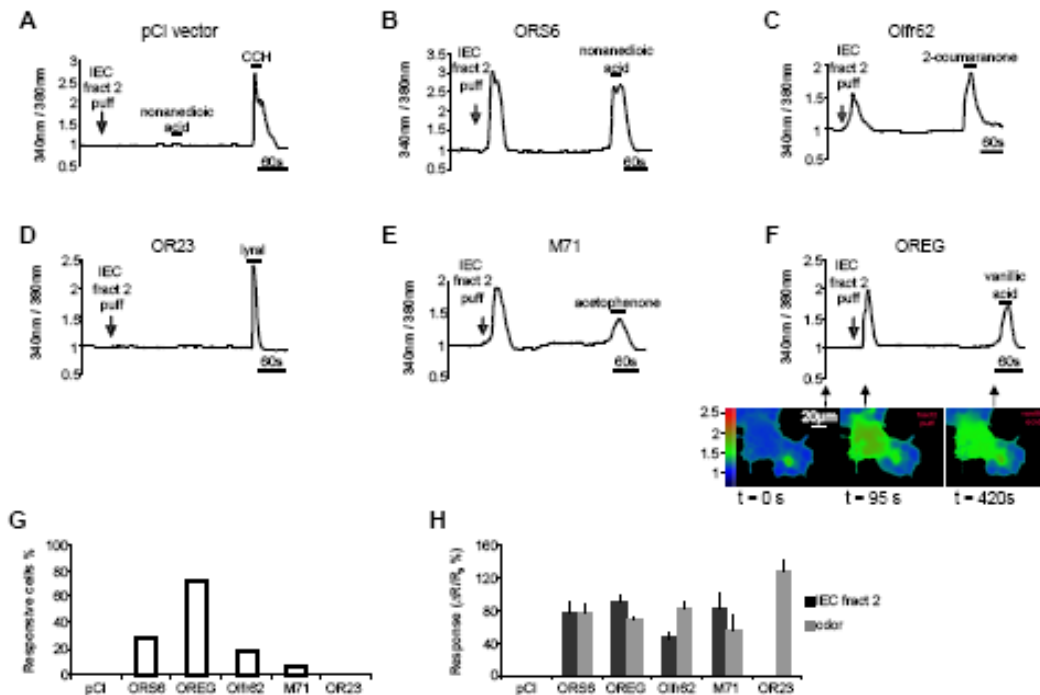 A
pCI vector
340nm / 380nm
3
2.5
2
1.5
1
0.5
IEC
fract 2
puff
nonanedioic
acid
CCH
60s
B
ORS6
340nm / 380nm
3.5
3
2.5
2
1.5
1
0.5
IEC
fract 2
puff
nonanedioic
acid
60s
C
Olfr62
340nm / 380nm
2
1.5
1
0.5
IEC
fract 2
puff
2-coumaranone
60s
D
OR23
340nm / 380nm
2.5
2
1.5
1
0.5
IEC
fract 2
puff
lyral
60s
E
M71
340nm / 380nm
2
1.5
1
0.5
IEC
fract 2
puff
acetophenone
60s
F
OREG
340nm / 380nm
2.5
2
1.5
1
0.5
IEC
fract 2
puff
vanillic
acid
60s
2.5
2
1.5
1
20µm
puff
t = 0 s
t = 95 s
t = 420s
G
Responsive cells %
100
80
60
40
20
0
pCI ORS6 OREG Olfr62 M71 OR23
H
Response (ΔR/R₀ %)
160
120
80
40
0
pCI ORS6 OREG Olfr62 M71 OR23
IEC fract 2
odor